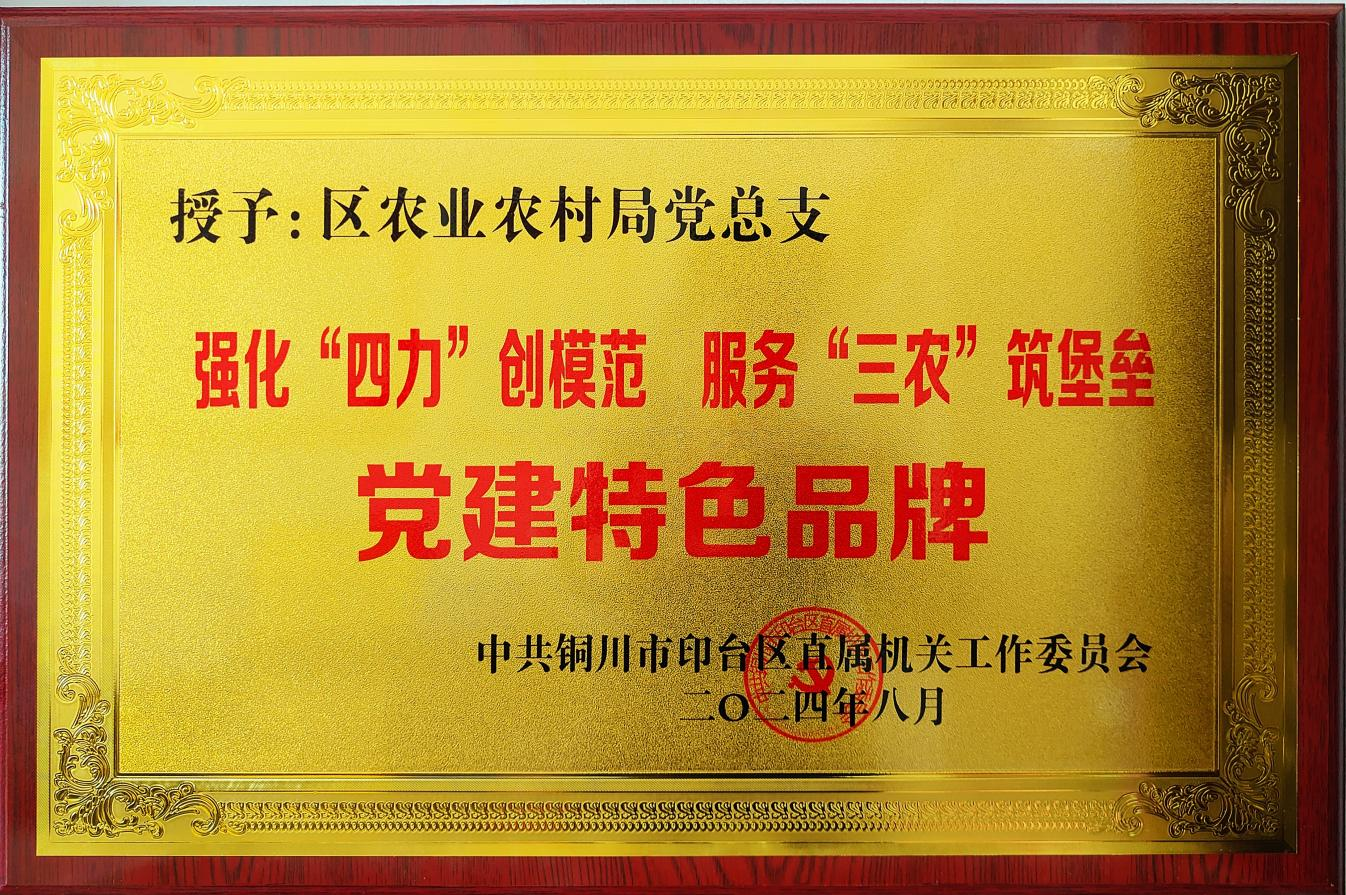 授予:区农业农村局党总支
强化“四力”创模范 服务“三农”筑堡垒
党建特色品牌
中共铜川市印台区直属机关工作委员会
二〇二四年八月